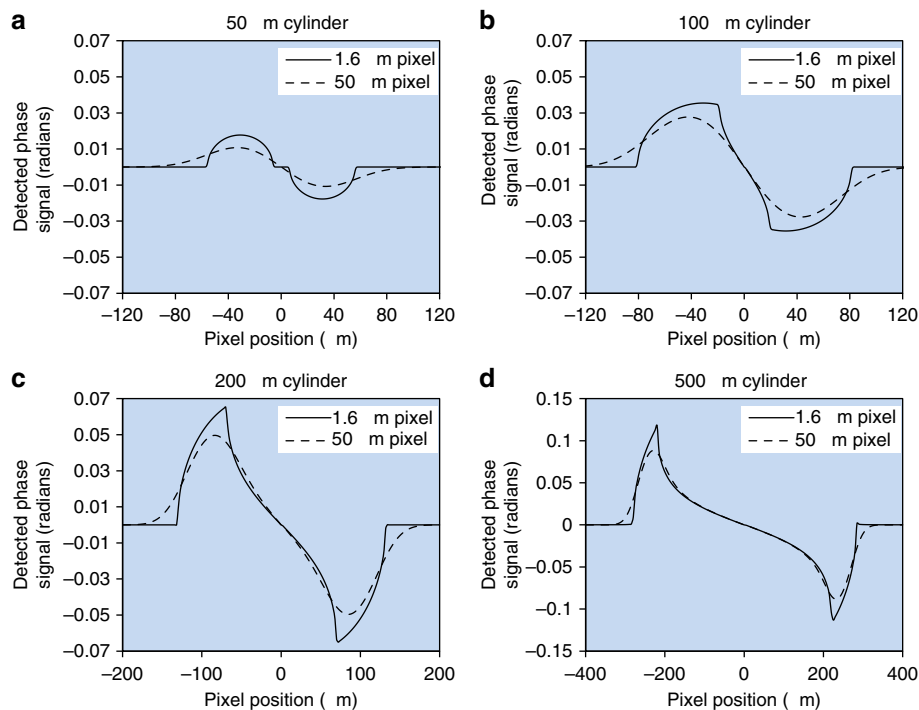 a
50 m cylinder
0.07
0.05
0.03
0.01
−0.01
−0.03
−0.05
−0.07
Detected phase
signal (radians)
1.6 m pixel
50 m pixel
−120 −80 −40 0 40 80 120
Pixel position ( m)
b
100 m cylinder
0.07
0.05
0.03
0.01
−0.01
−0.03
−0.05
−0.07
Detected phase
signal (radians)
1.6 m pixel
50 m pixel
−120 −80 −40 0 40 80 120
Pixel position ( m)
c
200 m cylinder
0.07
0.05
0.03
0.01
−0.01
−0.03
−0.05
−0.07
Detected phase
signal (radians)
1.6 m pixel
50 m pixel
−200 −100 0 100 200
Pixel position ( m)
d
500 m cylinder
0.15
0.1
0.05
0
−0.05
−0.1
−0.15
Detected phase
signal (radians)
1.6 m pixel
50 m pixel
−400 −200 0 200 400
Pixel position ( m)